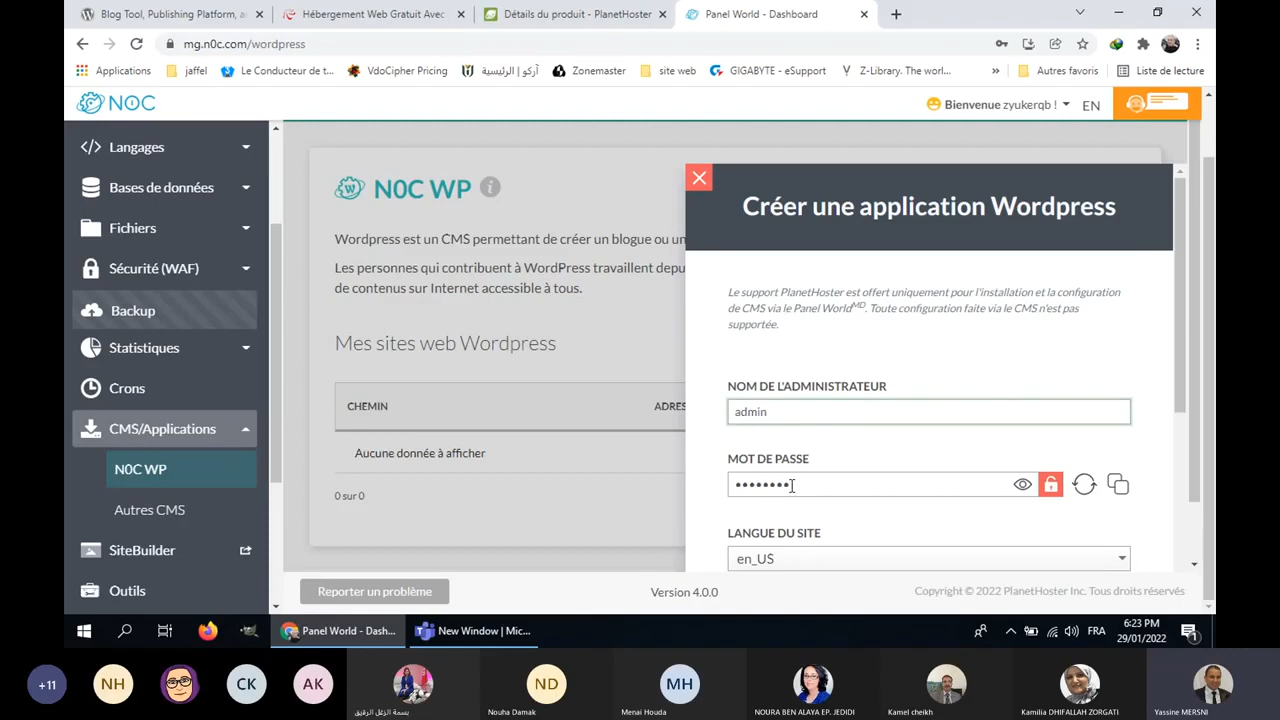 Blog Tool, Publishing Platform, a
Hébergement Web Gratuit Avec
Détails du produit - PlanetHoster
Panel World - Dashboard
mg.n0c.com/wordpress
Applications
jaffel
Le Conducteur de t...
VdoCipher Pricing
آركو | الرئيسية
Zonemaster
site web
GIGABYTE - eSupport
Z-Library. The worl...
Autres favoris
Liste de lecture
N0C
Bienvenue zyukerqb !
EN
Langages
Bases de données
Fichiers
Sécurité (WAF)
Backup
Statistiques
Crons
CMS/Applications
N0C WP
Autres CMS
SiteBuilder
Outils
N0C WP
Wordpress est un CMS permettant de créer un blogue ou un
Les personnes qui contribuent à WordPress travaillent depu
de contenus sur Internet accessible à tous.
Mes sites web Wordpress
CHEMIN
ADRES
Aucune donnée à afficher
0 sur 0
Créer une application Wordpress
Le support PlanetHoster est offert uniquement pour l'installation et la configuration
de CMS via le Panel WorldMD. Toute configuration faite via le CMS n'est pas
supportée.
NOM DE L'ADMINISTRATEUR
admin
MOT DE PASSE
••••••••
LANGUE DU SITE
en_US
Reporter un problème
Version 4.0.0
Copyright © 2022 PlanetHoster Inc. Tous droits réservés
Panel World - Dash...
New Window | Mic...
FRA
6:23 PM
29/01/2022
1
+11
NH
CK
AK
بسمة الزغل الرقيق
ND
Nouha Damak
MH
Menai Houda
NOURA BEN ALAYA EP. JEDIDI
Kamel cheikh
Kamilia DHIFALLAH ZORGATI
Yassine MERSNI